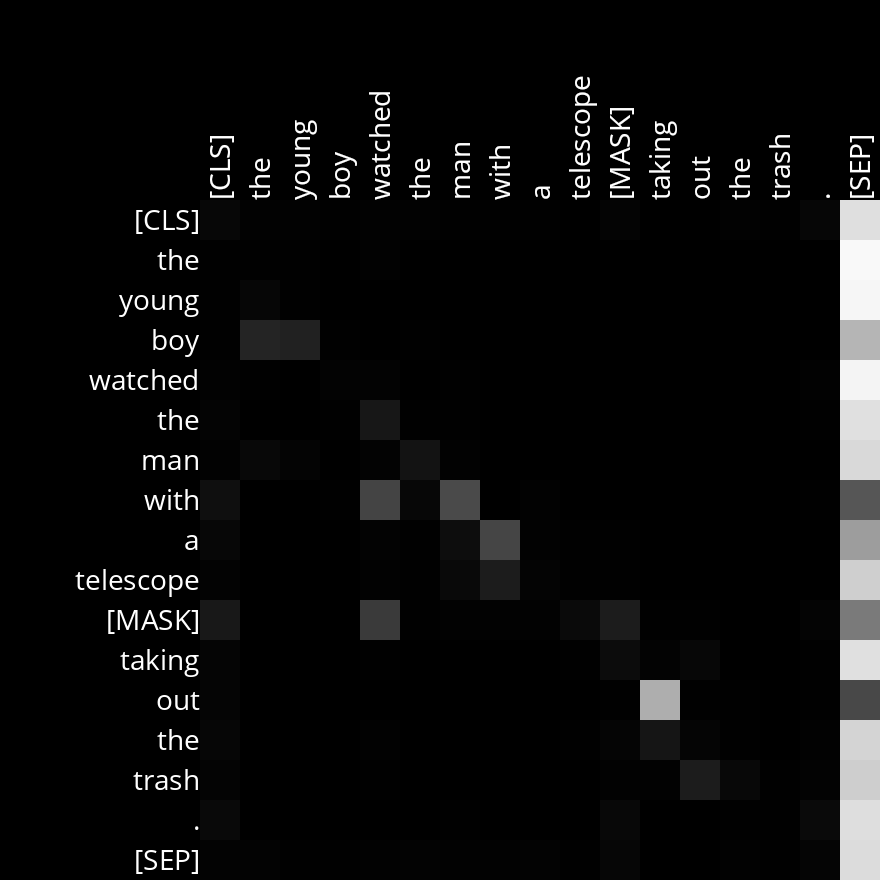 [CLS] the young boy watched the man with a telescope [MASK] taking out the trash . [SEP]
[CLS]
the
young
boy
watched
the
man
with
a
telescope
[MASK]
taking
out
the
trash
.
[SEP]